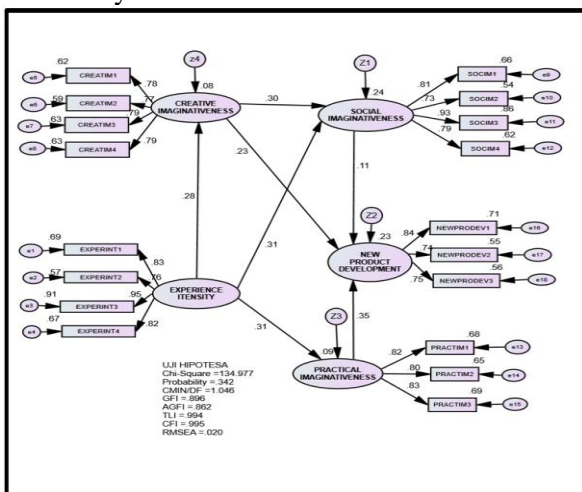 z4
Z1
.62
.08
.24
.66
e5
CREATIM1
.78
CREATIVE
IMAGINATIVENESS
.30
SOCIAL
IMAGINATIVENESS
.81
SOCIM1
e9
e6
.59
CREATIM2
.77
.73
SOCIM2
.54
e10
e7
.63
CREATIM3
.79
.93
SOCIM3
.86
e11
.63
CREATIM4
.79
.79
SOCIM4
.62
e12
.23
.11
.28
Z2
.31
.23
.84
NEWPRODEV1
.71
e16
.69
e1
EXPERINT1
.83
NEW
PRODUCT
DEVELOPMENT
.74
NEWPRODEV2
.55
e17
e2
.57
EXPERINT2
.76
.75
NEWPRODEV3
.56
e18
.91
e3
EXPERINT3
.95
EXPERIENCE
ITENSITY
.67
e4
EXPERINT4
.82
.31
Z3
.35
.09
PRACTICAL
IMAGINATIVENESS
.82
PRACTIM1
.68
e13
.80
PRACTIM2
.65
e14
.83
PRACTIM3
.69
e15
UJI HIPOTESA
Chi-Square =134.977
Probability =.342
CMIN/DF =1.046
GFI =.896
AGFI =.862
TLI =.994
CFI =.995
RMSEA =.020